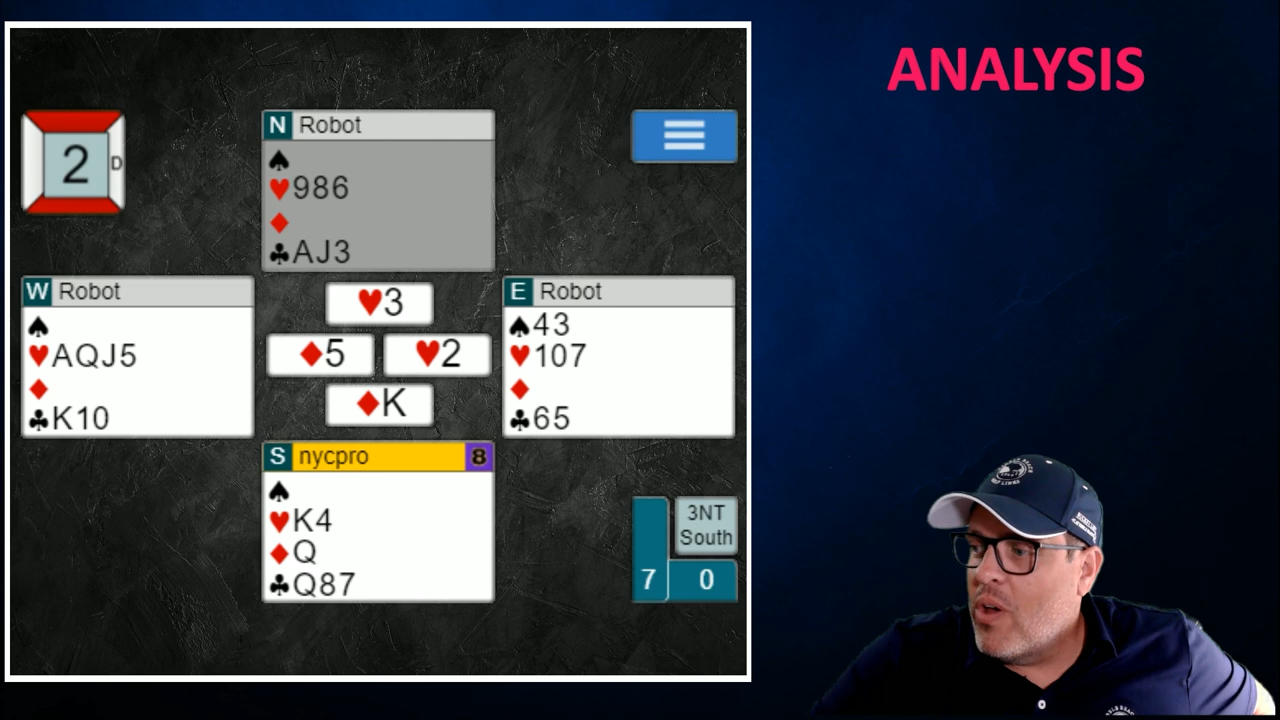 ANALYSIS
2 D
N Robot
♠
♥986
♦
♣AJ3
W Robot
♠
♥AQJ5
♦
♣K10
♥3
♦5
♥2
♦K
E Robot
♠43
♥107
♦
♣65
S nycpro 8
♠
♥K4
♦Q
♣Q87
3NT
South
7 0